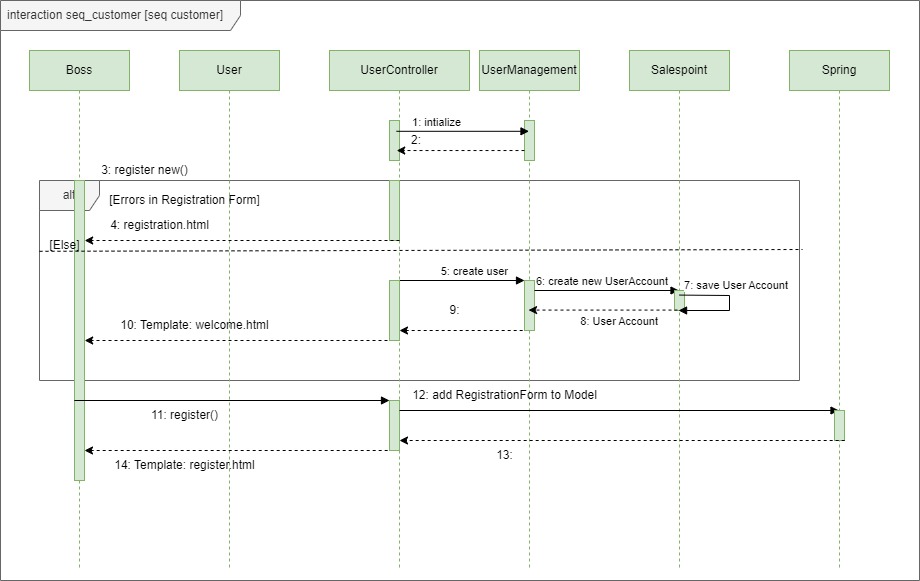 interaction seq_customer [seq customer]
Boss
User
UserController
UserManagement
Salespoint
Spring
1: intialize
2:
3: register new()
alt
[Errors in Registration Form]
4: registration.html
[Else]
5: create user
6: create new UserAccount
7: save User Account
8: User Account
9:
10: Template: welcome.html
11: register()
12: add RegistrationForm to Model
13:
14: Template: register.html